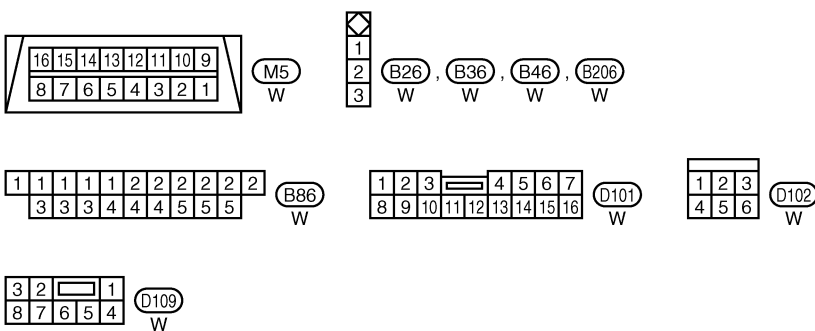 16 15 14 13 12 11 10 9
8 7 6 5 4 3 2 1
M5
W
1
2
3
B26 , B36 , B46 , B206
W W W W
1 1 1 1 1 2 2 2 2 2 2
3 3 3 4 4 4 5 5 5
B86
W
1 2 3 4 5 6 7
8 9 10 11 12 13 14 15 16
D101
W
1 2 3
4 5 6
D102
W
3 2 1
8 7 6 5 4
D109
W